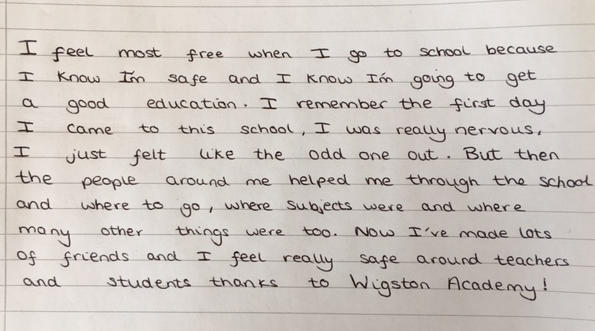 I feel most free when I go to school because
I know I'm safe and I know I'm going to get
a good education. I remember the first day
I came to this school, I was really nervous,
I just felt like the odd one out. But then
the people around me helped me through the school
and where to go, where subjects were and where
many other things were too. Now I've made lots
of friends and I feel really safe around teachers
and students thanks to Wigston Academy!